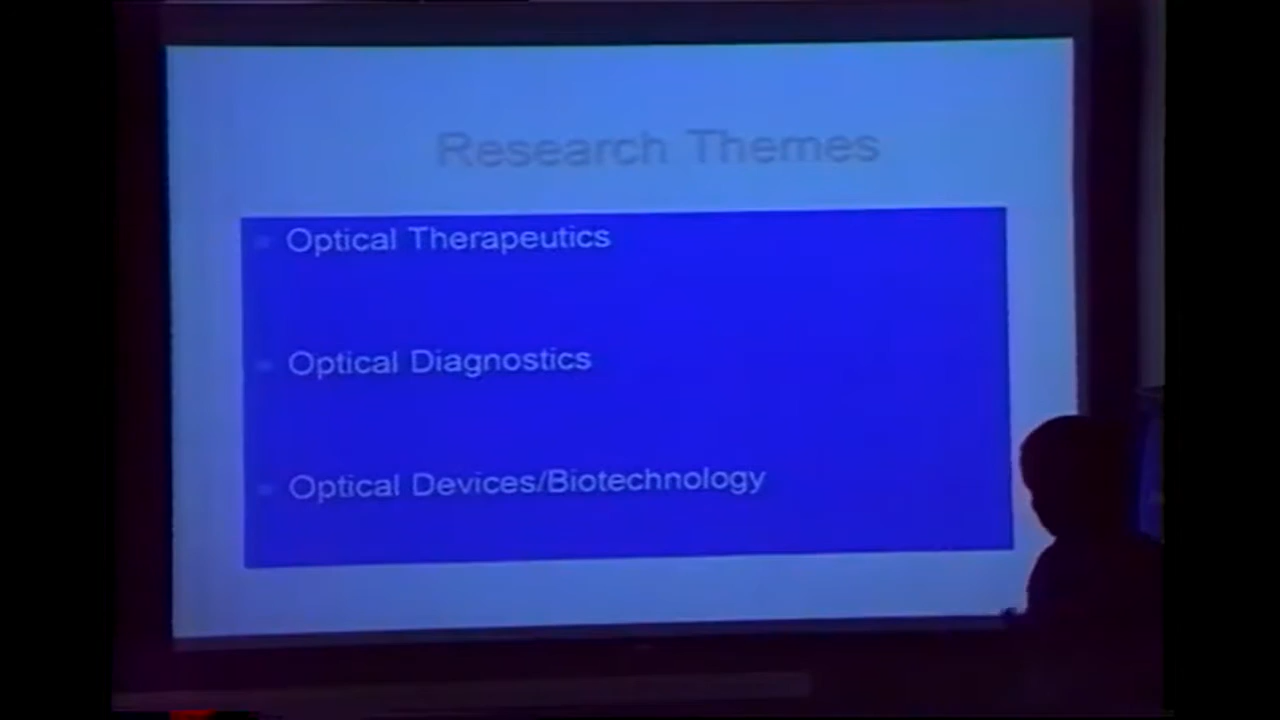 Research Themes
Optical Therapeutics
Optical Diagnostics
Optical Devices/Biotechnology